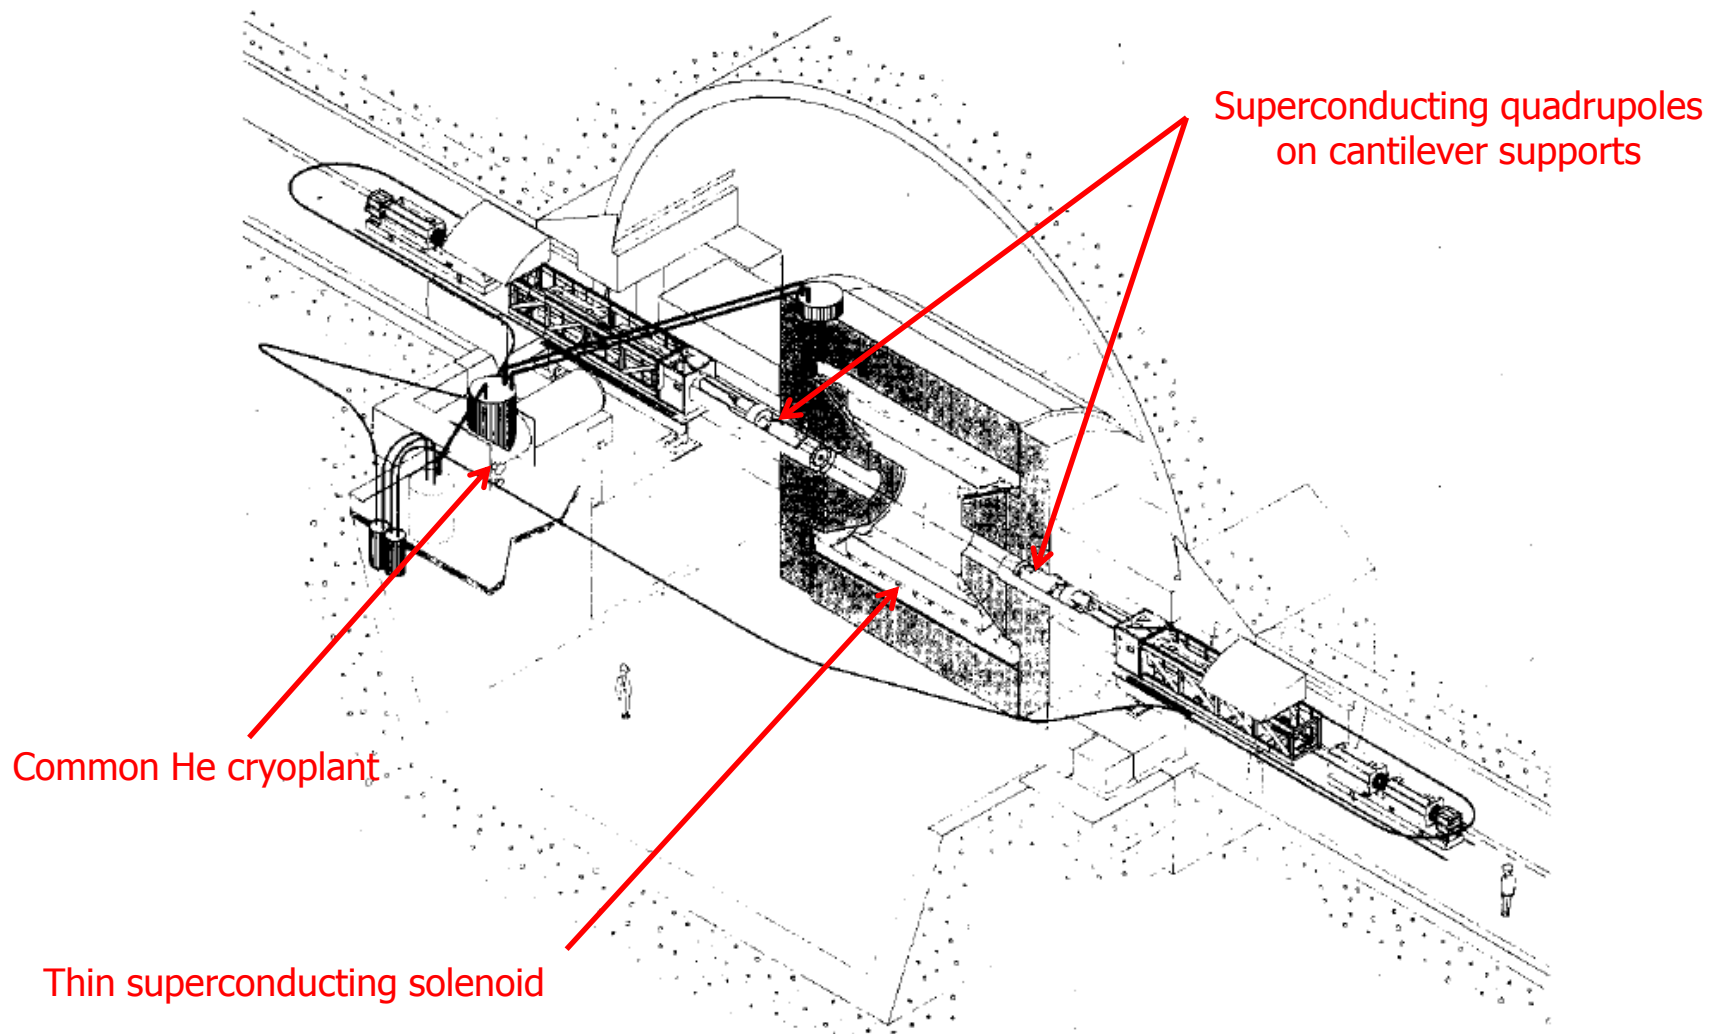 Superconducting quadrupoles
on cantilever supports
Common He cryoplant
Thin superconducting solenoid